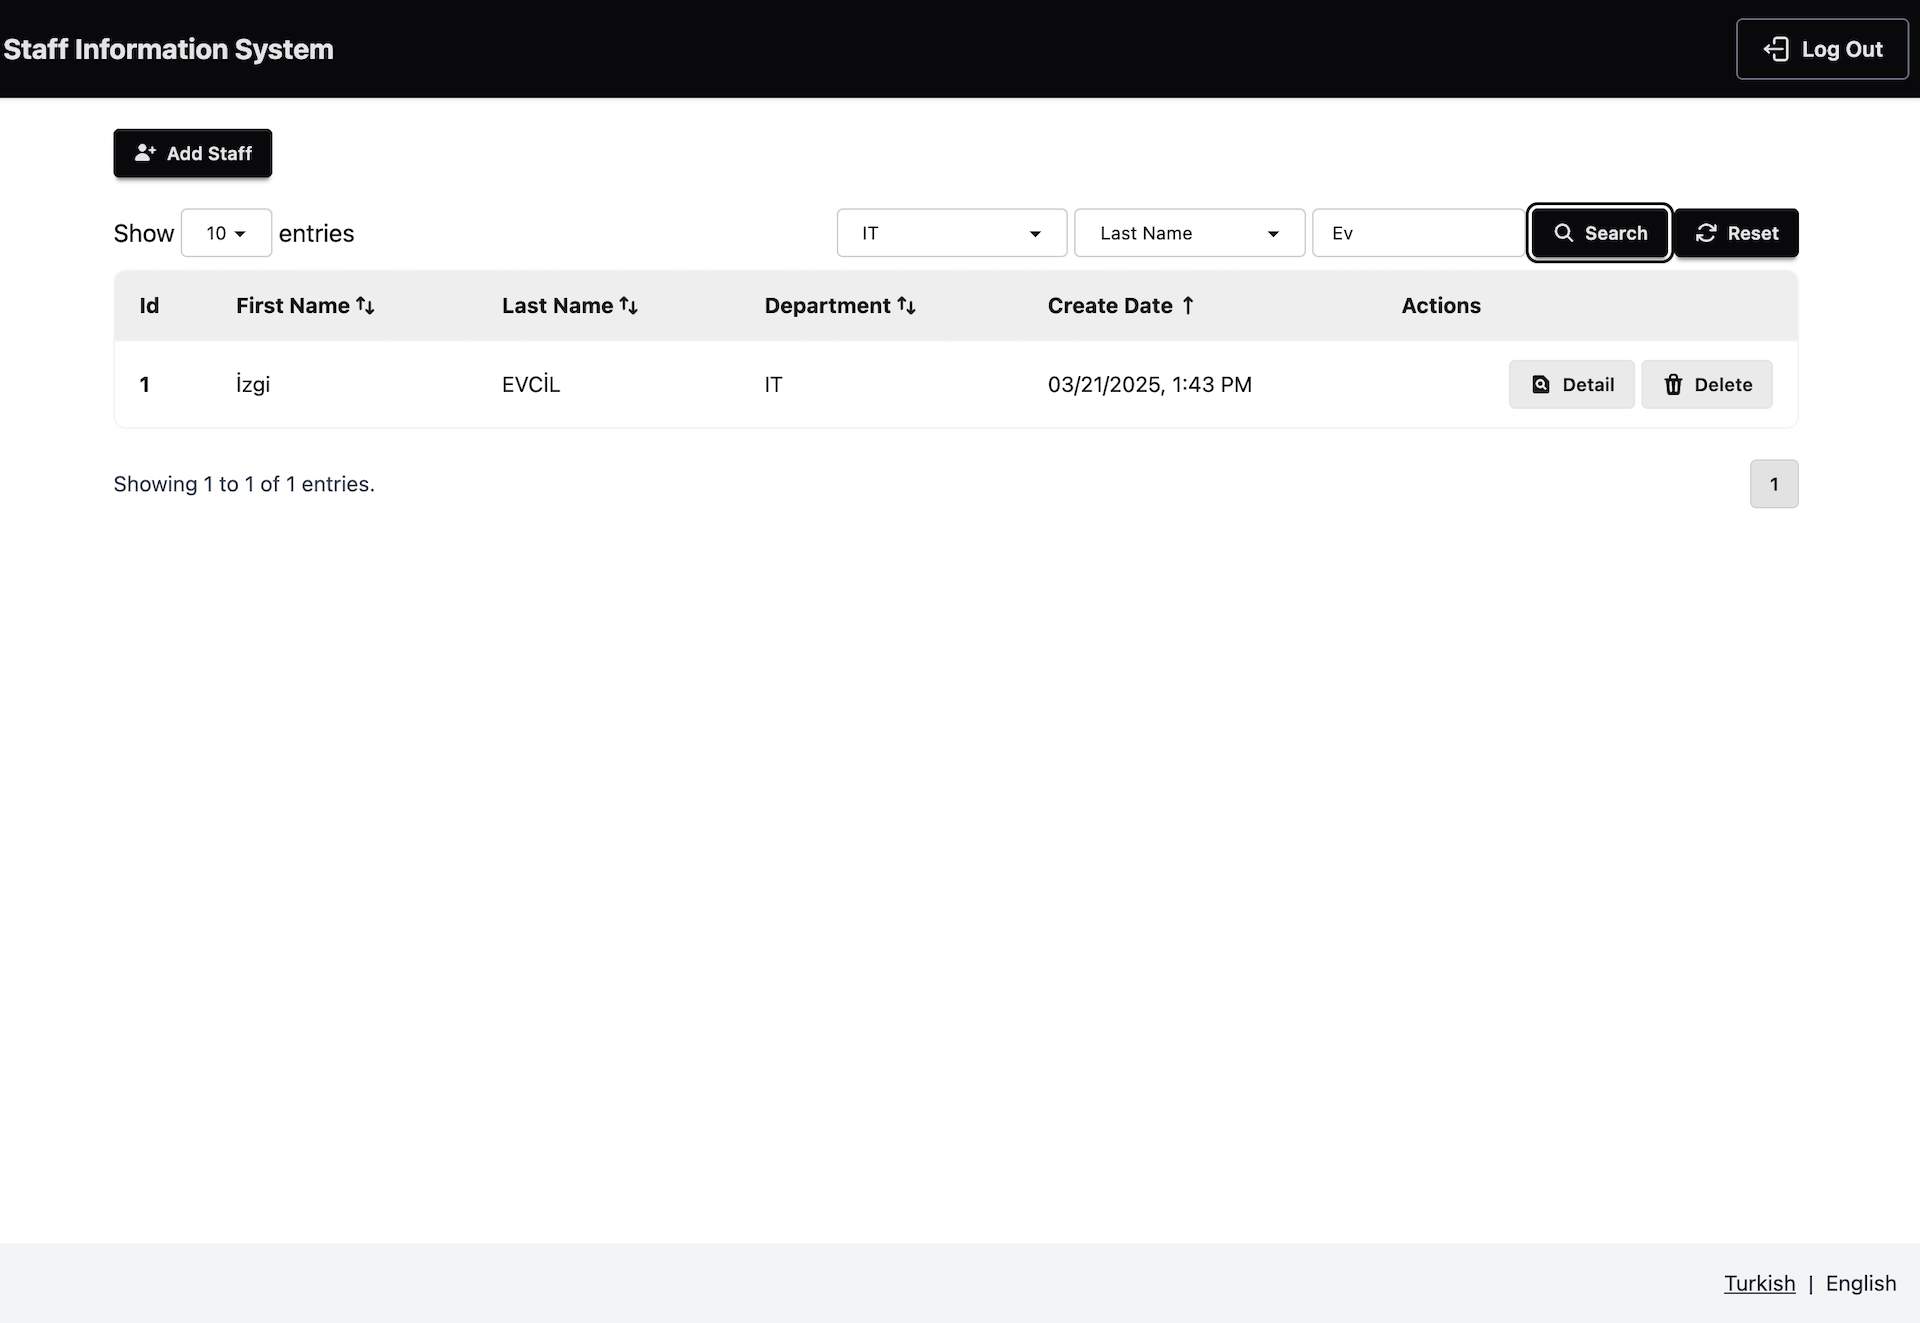 Staff Information System
Log Out
Add Staff
Show 10 entries
IT
Last Name
Ev
Search
Reset
Id First Name Last Name Department Create Date Actions
1 İzgi EVCİL IT 03/21/2025, 1:43 PM Detail Delete
Showing 1 to 1 of 1 entries.
1
Turkish | English